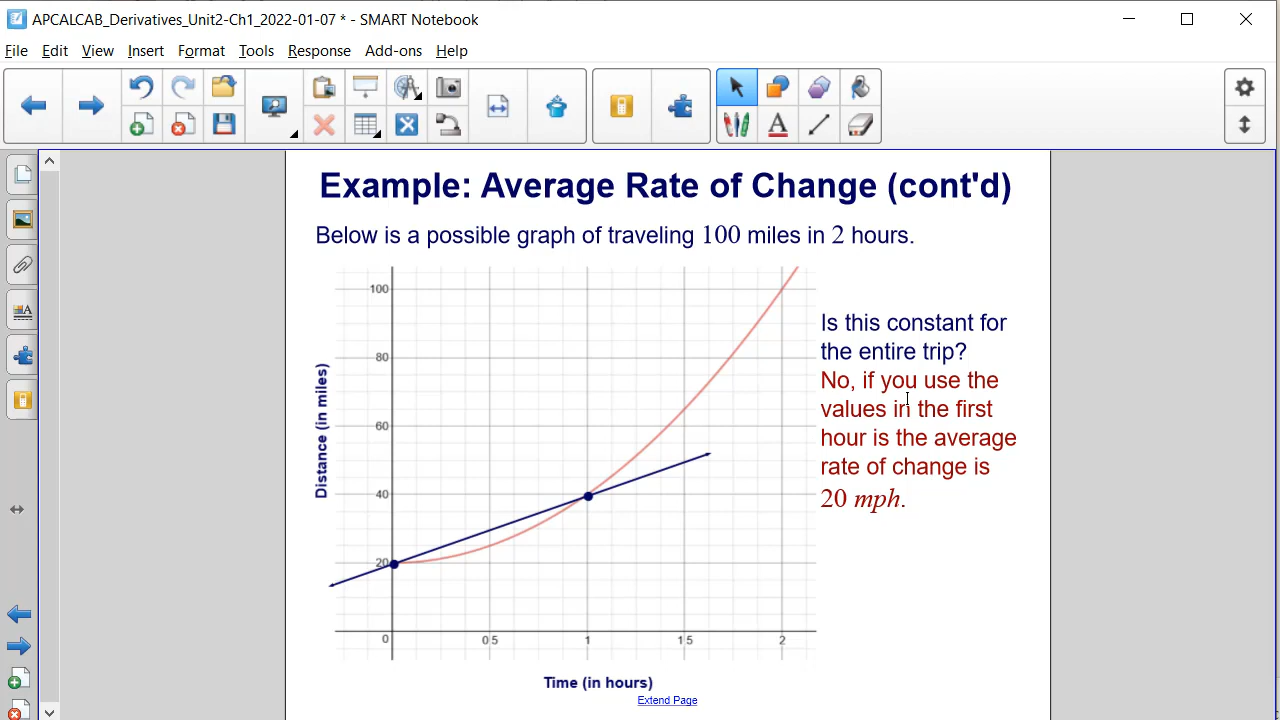 APCALCAB_Derivatives_Unit2-Ch1_2022-01-07 * - SMART Notebook
File Edit View Insert Format Tools Response Add-ons Help
Example: Average Rate of Change (cont'd)
Below is a possible graph of traveling 100 miles in 2 hours.
100
80
60
40
20
0 0.5 1 1.5 2
Distance (in miles)
Time (in hours)
Is this constant for
the entire trip?
No, if you use the
values in the first
hour is the average
rate of change is
20 mph.
Extend Page